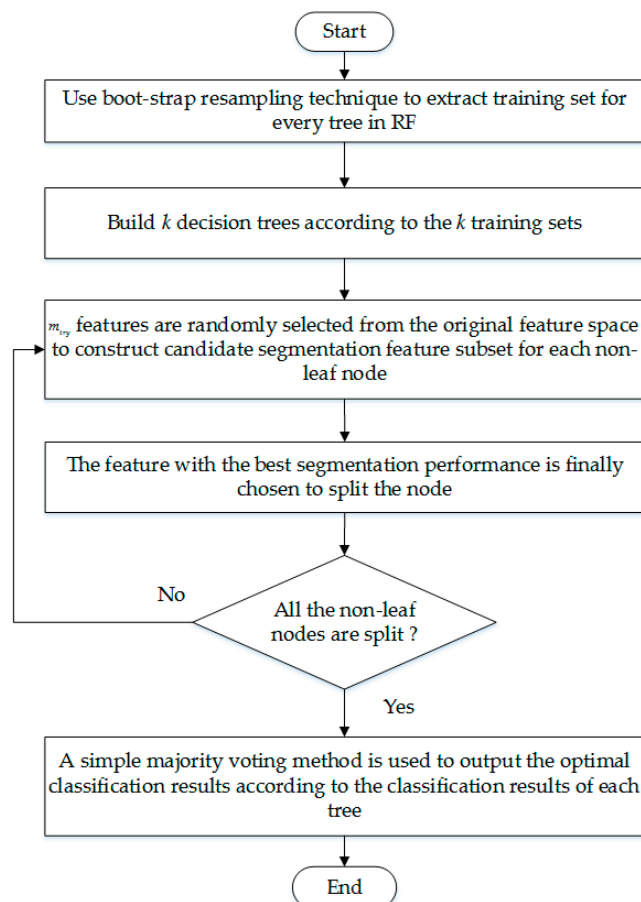 Start
Use boot-strap resampling technique to extract training set for
every tree in RF
Build k decision trees according to the k training sets
m_try features are randomly selected from the original feature space
to construct candidate segmentation feature subset for each non-
leaf node
The feature with the best segmentation performance is finally
chosen to split the node
No
All the non-leaf
nodes are split ?
Yes
A simple majority voting method is used to output the optimal
classification results according to the classification results of each
tree
End